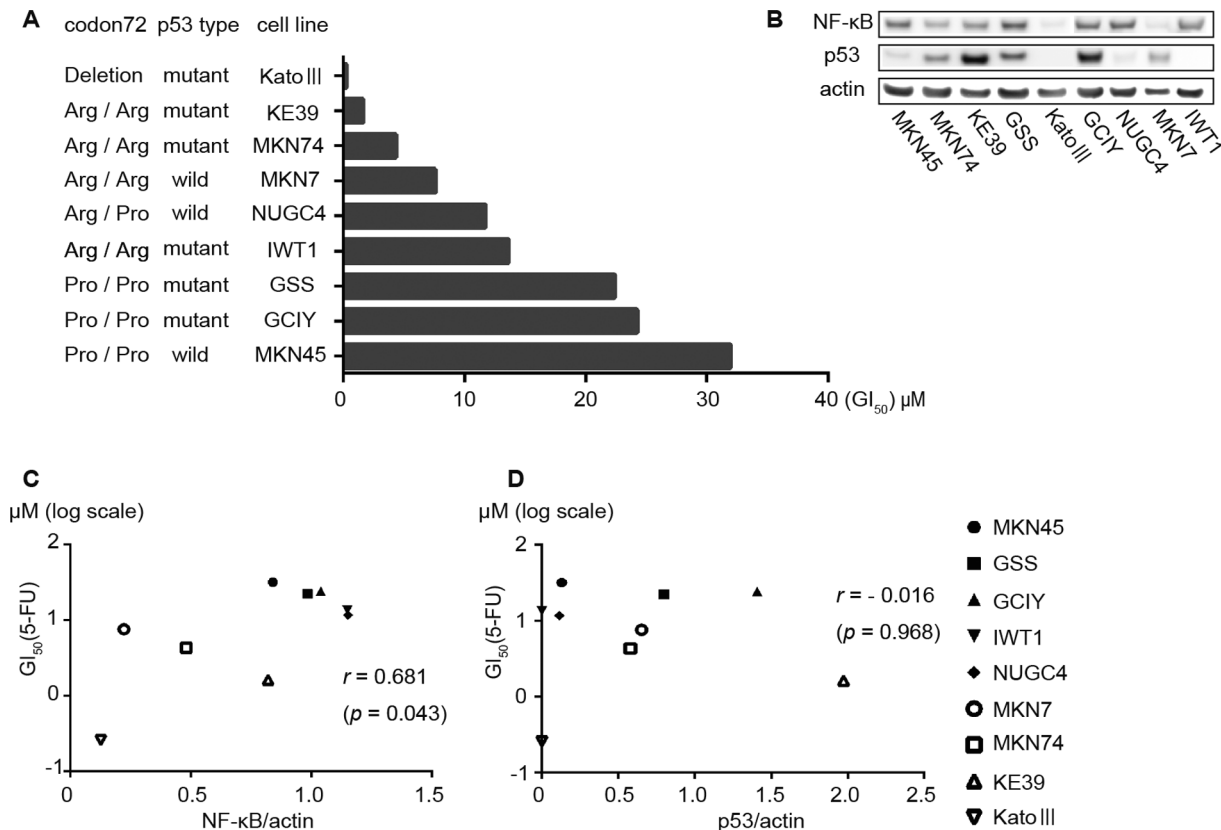 A
codon72 p53 type cell line
Deletion mutant Kato III
Arg / Arg mutant KE39
Arg / Arg mutant MKN74
Arg / Arg wild MKN7
Arg / Pro wild NUGC4
Arg / Arg mutant IWT1
Pro / Pro mutant GSS
Pro / Pro mutant GCIY
Pro / Pro wild MKN45
0 10 20 30 40 (GI50) μM
B
NF-κB
p53
actin
MKN45 MKN74 KE39 GSS Kato III GCIY NUGC4 MKN7 IWT1
C
μM (log scale)
GI50(5-FU)
2
1
0
-1
r = 0.681
(p = 0.043)
0 0.5 1.0 1.5
NF-κB/actin
D
μM (log scale)
GI50(5-FU)
2
1
0
-1
r = - 0.016
(p = 0.968)
0 0.5 1.0 1.5 2.0 2.5
p53/actin
MKN45
GSS
GCIY
IWT1
NUGC4
MKN7
MKN74
KE39
Kato III